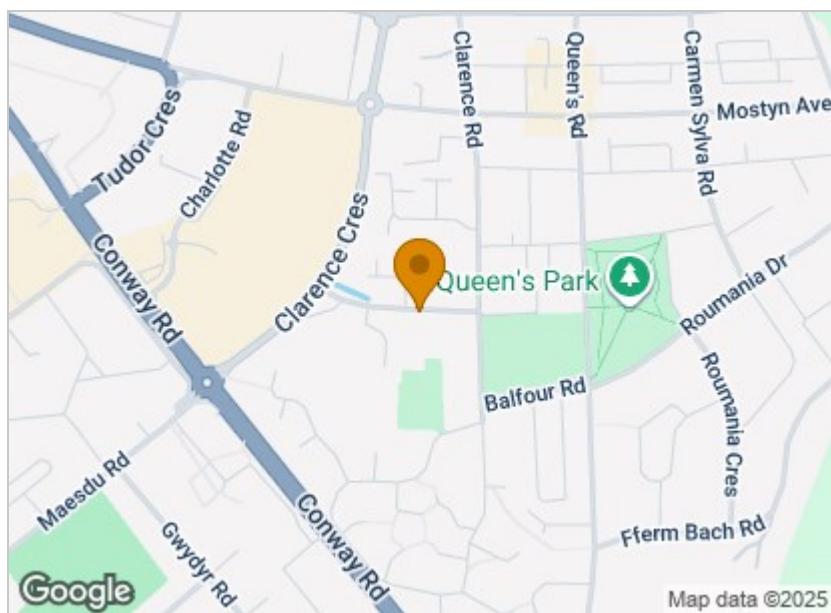 Clarence Rd
Queen's Rd
Carmen Sylva Rd
Mostyn Ave
Tudor Cres
Charlotte Rd
Clarence Cres
Conway Rd
Queen's Park
Roumania Dr
Balfour Rd
Roumania Cres
Maesdu Rd
Gwydyr Rd
Conway Rd
Fferm Bach Rd
Google
Map data ©2025